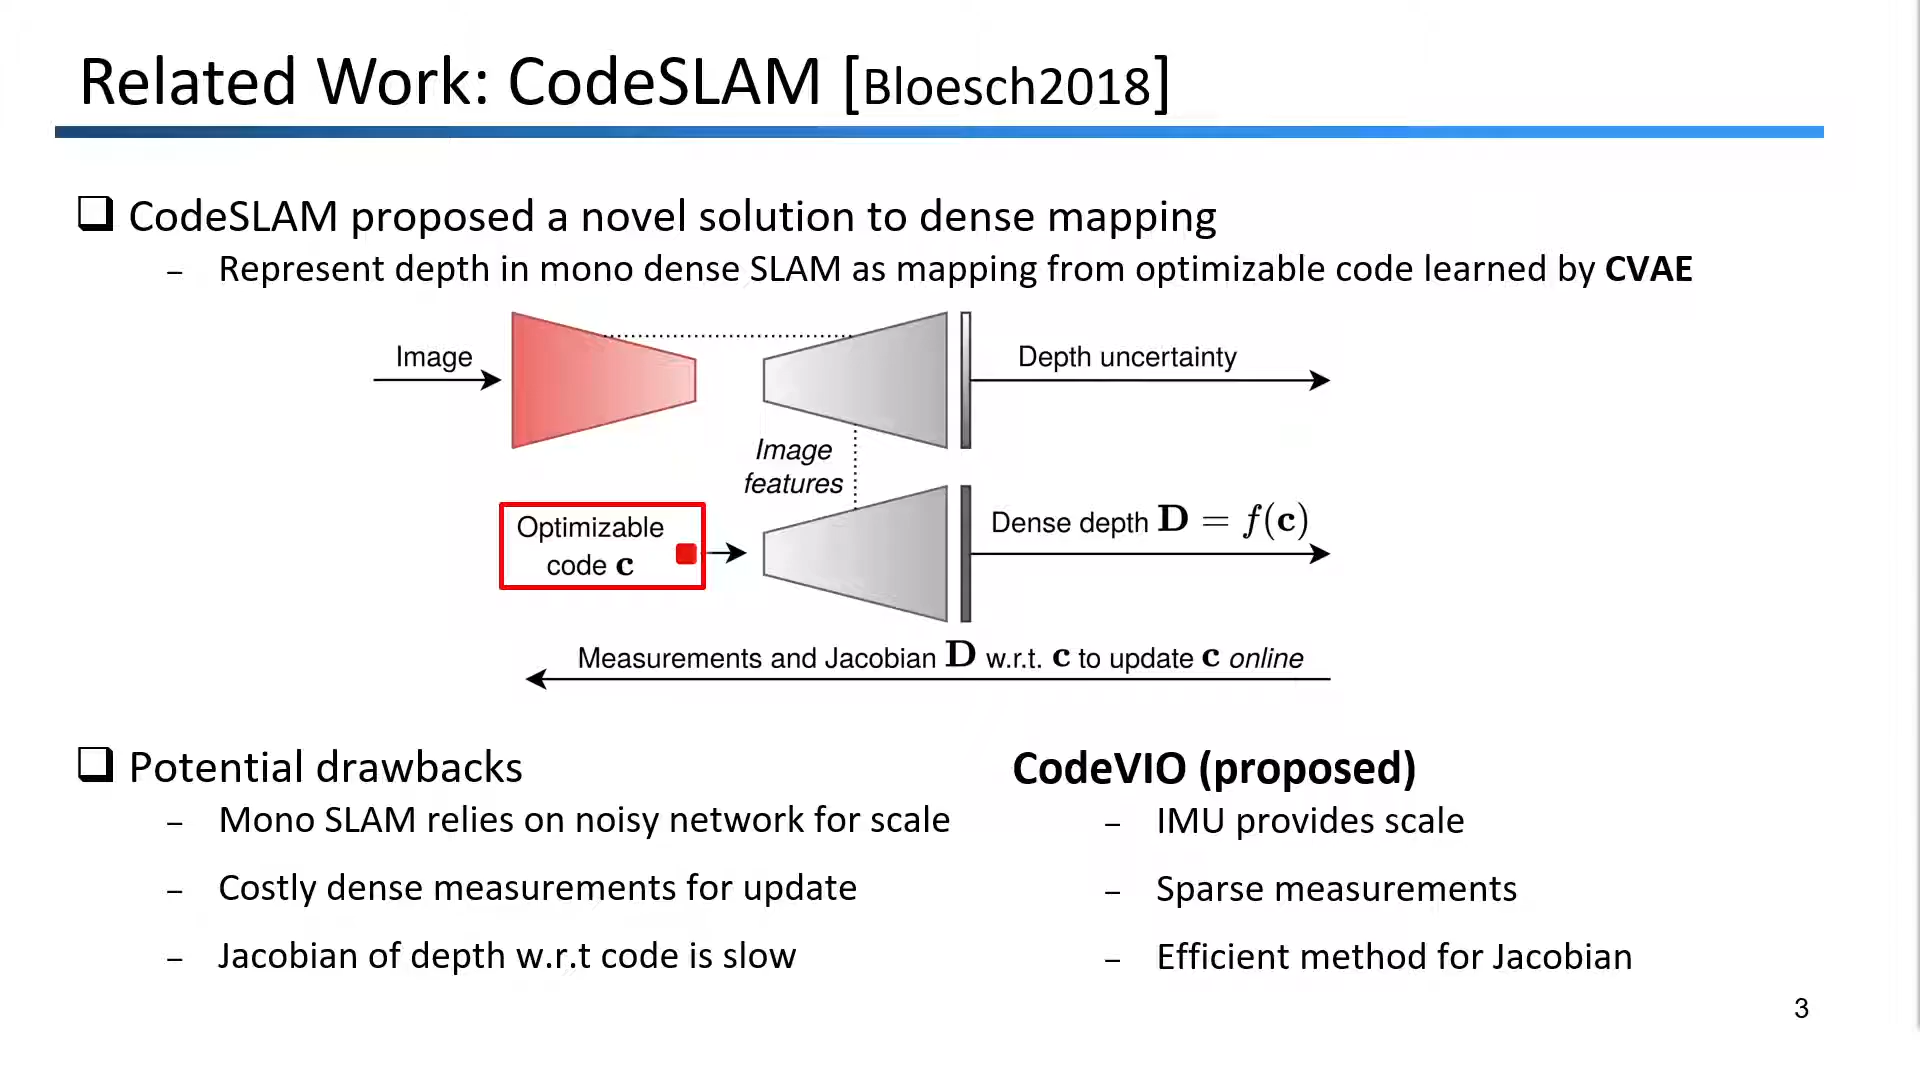 Related Work: CodeSLAM [Bloesch2018]
❑ CodeSLAM proposed a novel solution to dense mapping
– Represent depth in mono dense SLAM as mapping from optimizable code learned by CVAE
Image
Depth uncertainty
Image
features
Optimizable
code c
Dense depth D = f(c)
Measurements and Jacobian D w.r.t. c to update c online
❑ Potential drawbacks
– Mono SLAM relies on noisy network for scale
– Costly dense measurements for update
– Jacobian of depth w.r.t code is slow
CodeVIO (proposed)
– IMU provides scale
– Sparse measurements
– Efficient method for Jacobian
3